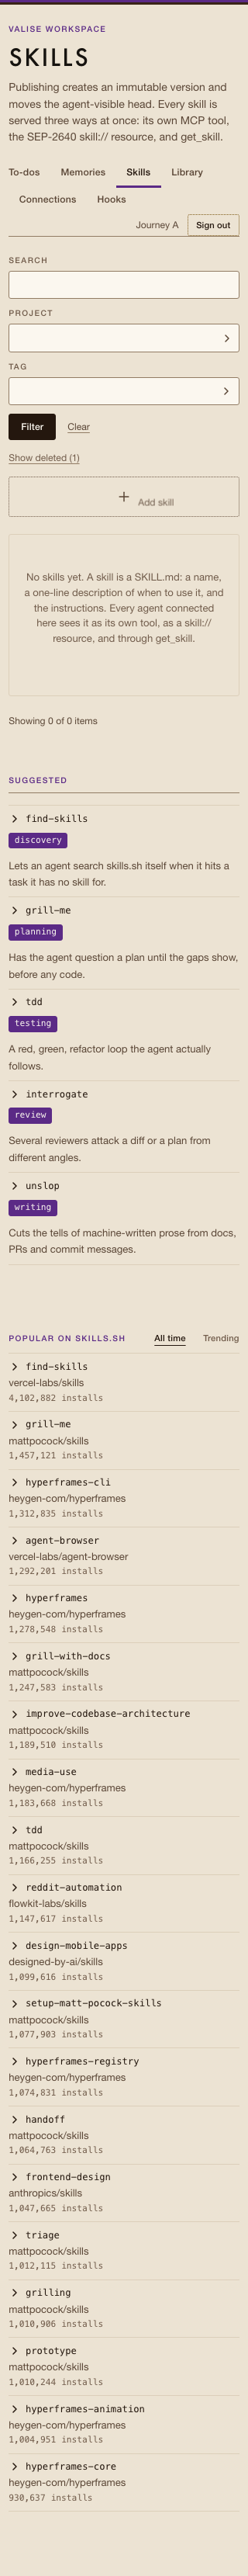 VALISE WORKSPACE
SKILLS
Publishing creates an immutable version and
moves the agent-visible head. Every skill is
served three ways at once: its own MCP tool,
the SEP-2640 skill:// resource, and get_skill.
To-dos Memories Skills Library
Connections Hooks
Journey A Sign out
SEARCH
PROJECT
TAG
Filter Clear
Show deleted (1)
+ Add skill
No skills yet. A skill is a SKILL.md: a name,
a one-line description of when to use it, and
the instructions. Every agent connected
here sees it as its own tool, as a skill://
resource, and through get_skill.
Showing 0 of 0 items
SUGGESTED
find-skills
discovery
Lets an agent search skills.sh itself when it hits a
task it has no skill for.
grill-me
planning
Has the agent question a plan until the gaps show,
before any code.
tdd
testing
A red, green, refactor loop the agent actually
follows.
interrogate
review
Several reviewers attack a diff or a plan from
different angles.
unslop
writing
Cuts the tells of machine-written prose from docs,
PRs and commit messages.
POPULAR ON SKILLS.SH All time Trending
find-skills
vercel-labs/skills
4,102,882 installs
grill-me
mattpocock/skills
1,457,121 installs
hyperframes-cli
heygen-com/hyperframes
1,312,835 installs
agent-browser
vercel-labs/agent-browser
1,292,201 installs
hyperframes
heygen-com/hyperframes
1,278,548 installs
grill-with-docs
mattpocock/skills
1,247,583 installs
improve-codebase-architecture
mattpocock/skills
1,189,510 installs
media-use
heygen-com/hyperframes
1,183,668 installs
tdd
mattpocock/skills
1,166,255 installs
reddit-automation
flowkit-labs/skills
1,147,617 installs
design-mobile-apps
designed-by-ai/skills
1,099,616 installs
setup-matt-pocock-skills
mattpocock/skills
1,077,903 installs
hyperframes-registry
heygen-com/hyperframes
1,074,831 installs
handoff
mattpocock/skills
1,064,763 installs
frontend-design
anthropics/skills
1,047,665 installs
triage
mattpocock/skills
1,012,115 installs
grilling
mattpocock/skills
1,010,906 installs
prototype
mattpocock/skills
1,010,244 installs
hyperframes-animation
heygen-com/hyperframes
1,004,951 installs
hyperframes-core
heygen-com/hyperframes
930,637 installs